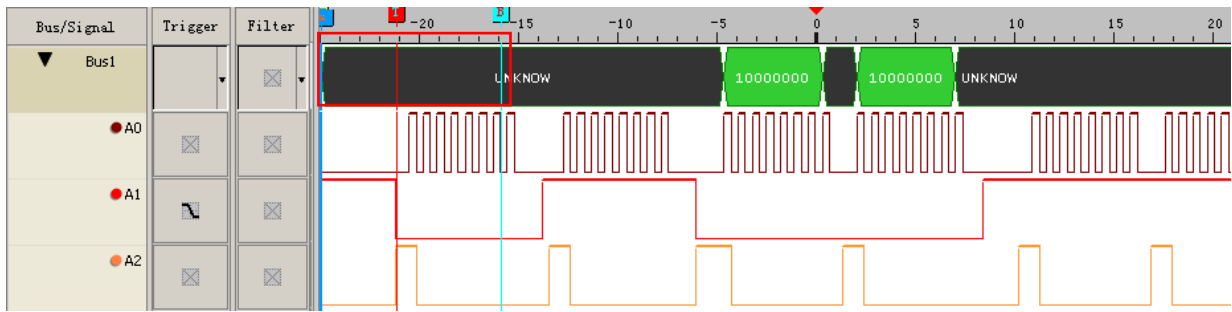 Bus/Signal Trigger Filter T -20 B -15 -10 -5 0 5 10 15 20
Bus1 UNKNOW 10000000 10000000 UNKNOW
A0
A1
A2